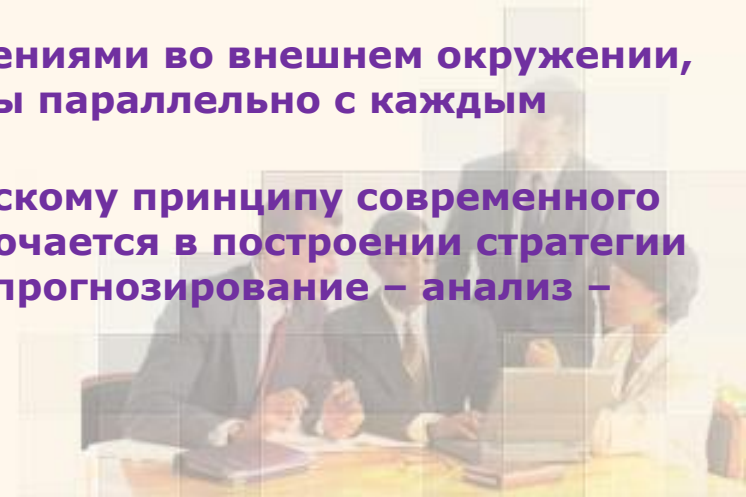 ениями во внешнем окружении,
ы параллельно с каждым
скому принципу современного
очается в построении стратегии
прогнозирование – анализ –